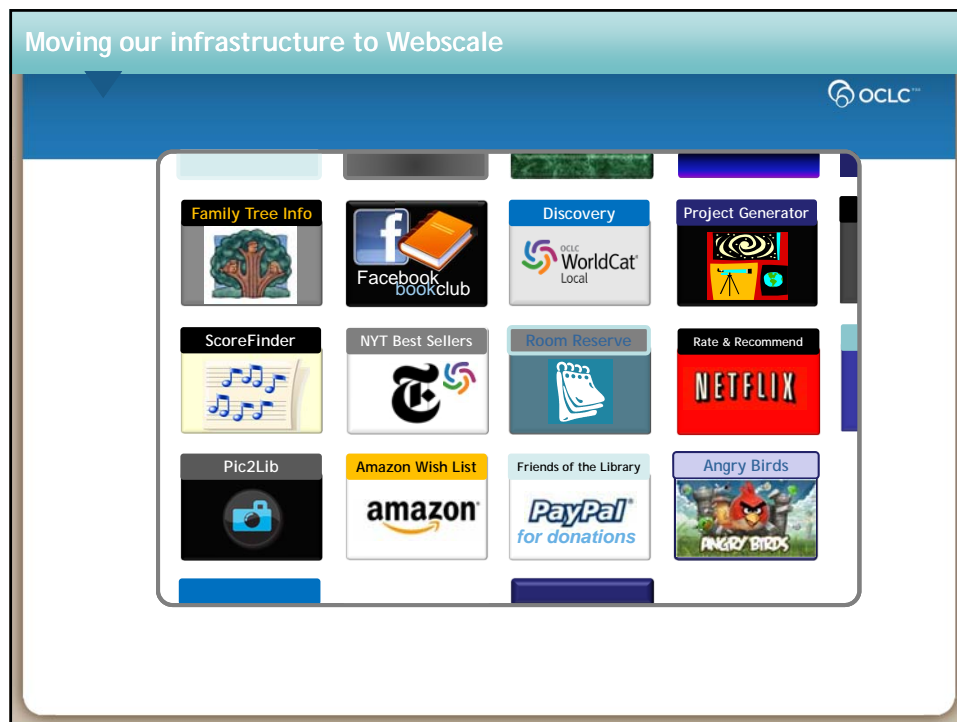 Moving our infrastructure to Webscale
OCLC™
Family Tree Info
f
Facebook
bookclub
Discovery
OCLC
WorldCat®
Local
Project Generator
ScoreFinder
NYT Best Sellers
T
Room Reserve
Rate & Recommend
NETFLIX
Pic2Lib
Amazon Wish List
amazon
Friends of the Library
PayPal®
for donations
Angry Birds
ANGRY BIRDS